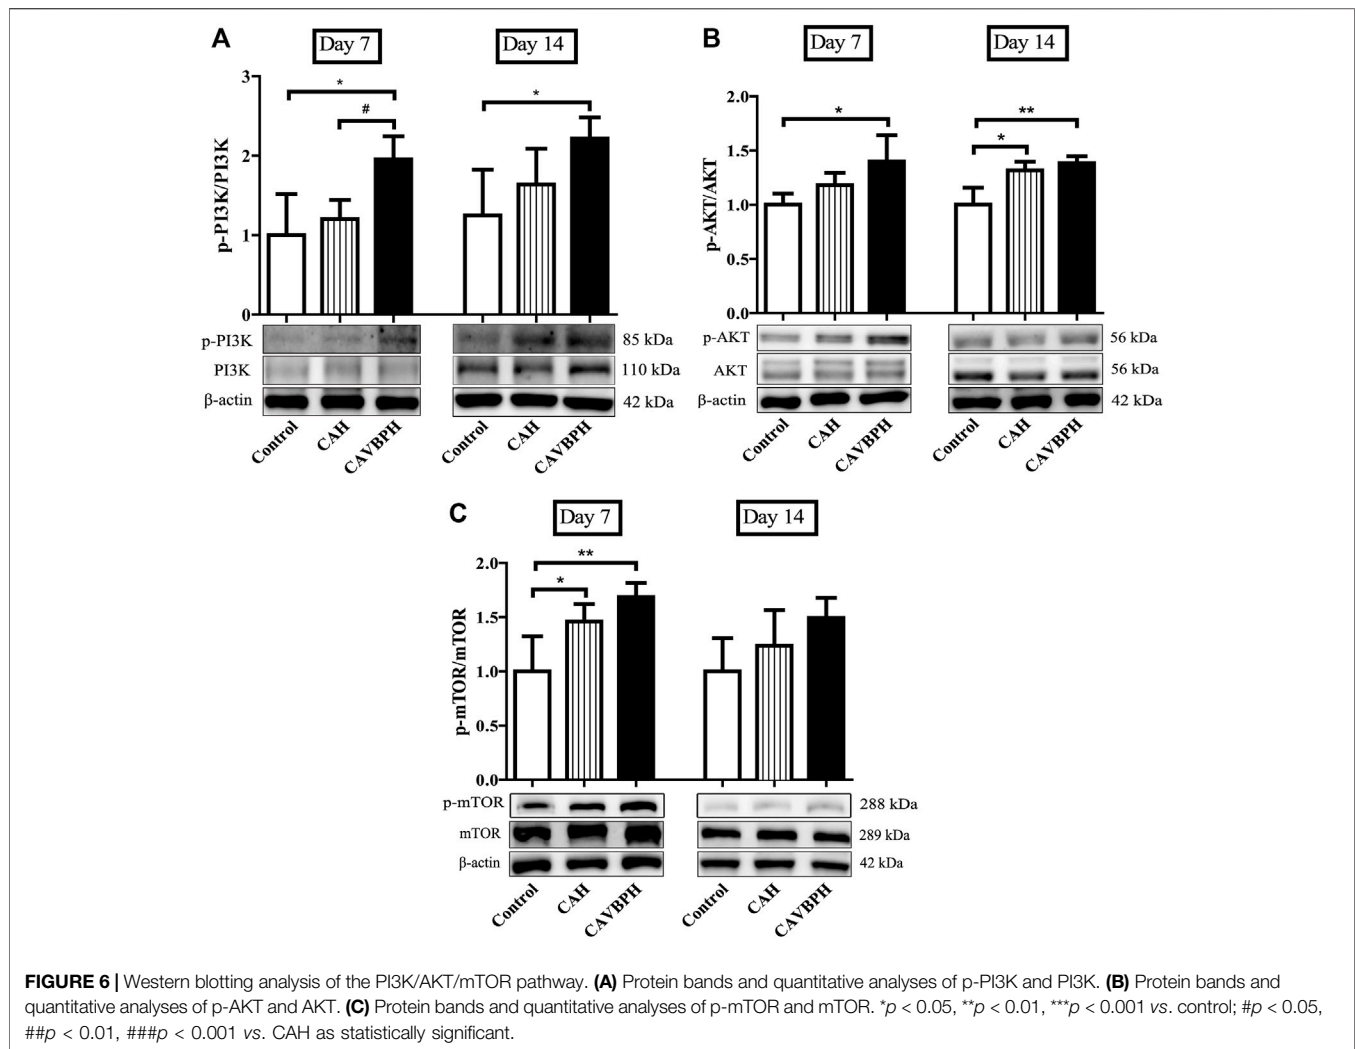 A
Day 7
Day 14
p-PI3K/PI3K
3
2
1
0
*
#
*
p-PI3K
85 kDa
PI3K
110 kDa
β-actin
42 kDa
Control
CAH
CAVBPH
Control
CAH
CAVBPH
B
Day 7
Day 14
p-AKT/AKT
2.0
1.5
1.0
0.5
0.0
*
**
*
p-AKT
56 kDa
AKT
56 kDa
β-actin
42 kDa
Control
CAH
CAVBPH
Control
CAH
CAVBPH
C
Day 7
Day 14
p-mTOR/mTOR
2.0
1.5
1.0
0.5
0.0
**
*
p-mTOR
288 kDa
mTOR
289 kDa
β-actin
42 kDa
Control
CAH
CAVBPH
Control
CAH
CAVBPH
FIGURE 6 | Western blotting analysis of the PI3K/AKT/mTOR pathway. (A) Protein bands and quantitative analyses of p-PI3K and PI3K. (B) Protein bands and
quantitative analyses of p-AKT and AKT. (C) Protein bands and quantitative analyses of p-mTOR and mTOR. *p < 0.05, **p < 0.01, ***p < 0.001 vs. control; #p < 0.05,
##p < 0.01, ###p < 0.001 vs. CAH as statistically significant.